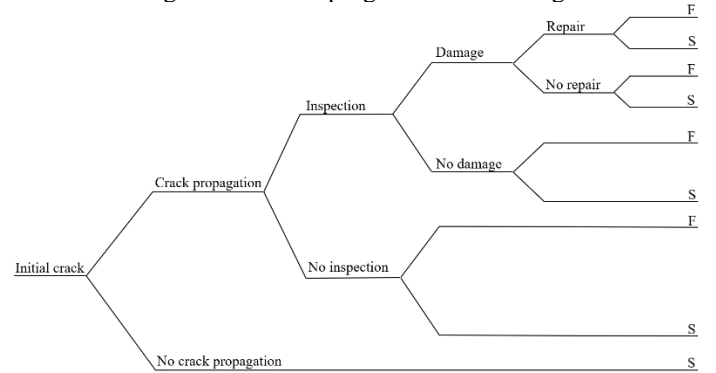 F
Repair
S
Damage
F
No repair
S
Inspection
F
No damage
S
Crack propagation
F
No inspection
Initial crack
S
No crack propagation
S